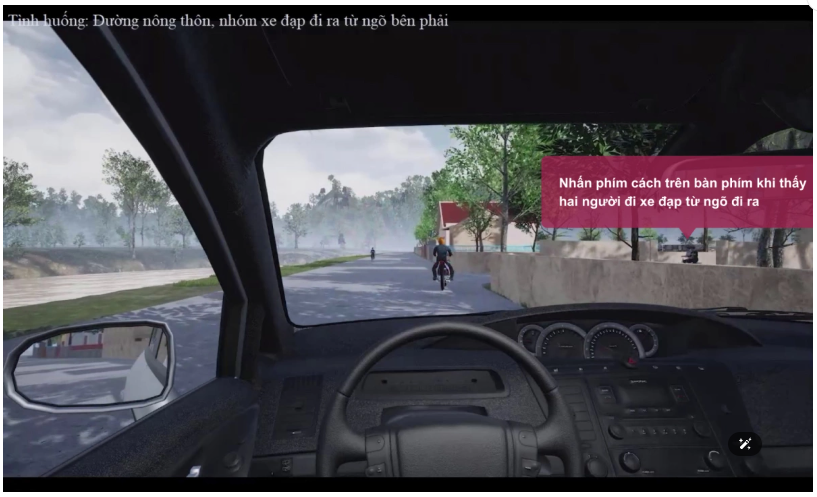 Tình huống: Đường nông thôn, nhóm xe đạp đi ra từ ngõ bên phải
Nhấn phím cách trên bàn phím khi thấy
hai người đi xe đạp từ ngõ đi ra